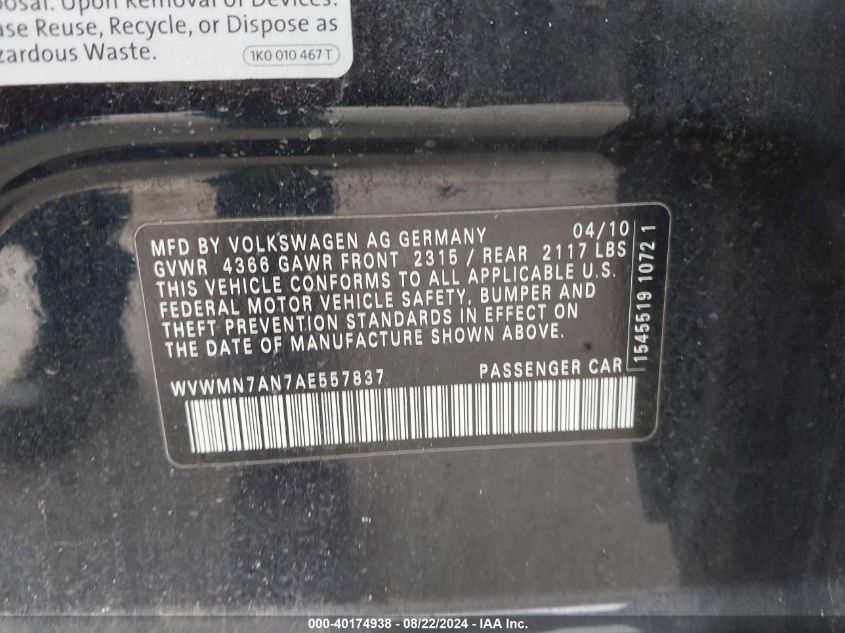 posal. Upon Removal of Devices.
ase Reuse, Recycle, or Dispose as
zardous Waste.
1K0 010 467 T
MFD BY VOLKSWAGEN AG GERMANY 04/10
GVWR 4366 GAWR FRONT 2315 / REAR 2117 LBS
THIS VEHICLE CONFORMS TO ALL APPLICABLE U.S.
FEDERAL MOTOR VEHICLE SAFETY, BUMPER AND
THEFT PREVENTION STANDARDS IN EFFECT ON
THE DATE OF MANUFACTURE SHOWN ABOVE.
WVWMN7AN7AE557837 PASSENGER CAR
1545519 1072 1
000-40174938 - 08/22/2024 - IAA Inc.